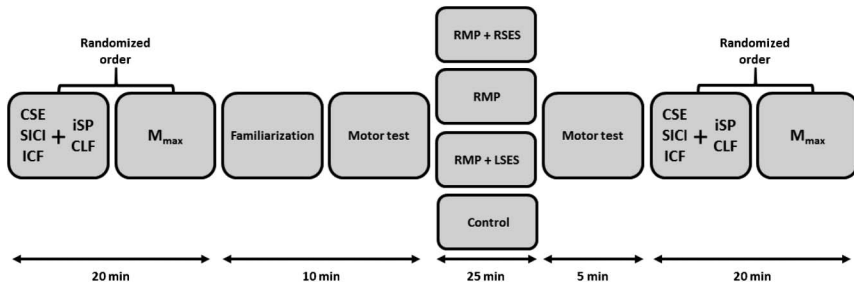 Randomized
order
CSE
SICI
ICF
+
iSP
CLF
Mmax
Familiarization
Motor test
RMP + RSES
RMP
RMP + LSES
Control
Motor test
Randomized
order
CSE
SICI
ICF
+
iSP
CLF
Mmax
20 min
10 min
25 min
5 min
20 min